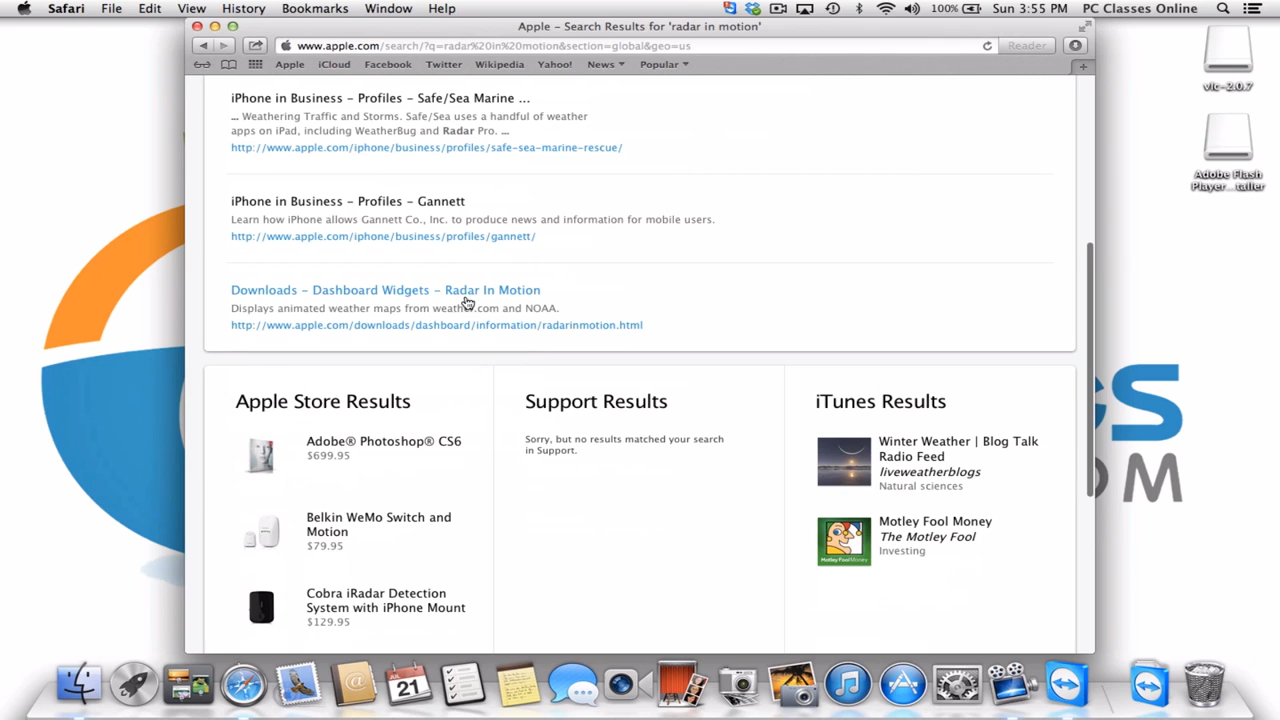 Safari File Edit View History Bookmarks Window Help 100% Sun 3:55 PM PC Classes Online
Apple – Search Results for 'radar in motion'
www.apple.com/search/?q=radar%20in%20motion&section=global&geo=us Reader
Apple iCloud Facebook Twitter Wikipedia Yahoo! News Popular
vlc-2.0.7
Adobe Flash
Player...taller
iPhone in Business – Profiles – Safe/Sea Marine ...
... Weathering Traffic and Storms. Safe/Sea uses a handful of weather
apps on iPad, including WeatherBug and Radar Pro. ...
http://www.apple.com/iphone/business/profiles/safe-sea-marine-rescue/
iPhone in Business – Profiles – Gannett
Learn how iPhone allows Gannett Co., Inc. to produce news and information for mobile users.
http://www.apple.com/iphone/business/profiles/gannett/
Downloads – Dashboard Widgets – Radar In Motion
Displays animated weather maps from weather.com and NOAA.
http://www.apple.com/downloads/dashboard/information/radarinmotion.html
Apple Store Results
Adobe® Photoshop® CS6
$699.95
Belkin WeMo Switch and
Motion
$79.95
Cobra iRadar Detection
System with iPhone Mount
$129.95
Support Results
Sorry, but no results matched your search
in Support.
iTunes Results
Winter Weather | Blog Talk
Radio Feed
liveweatherblogs
Natural sciences
Motley Fool Money
The Motley Fool
Investing
21